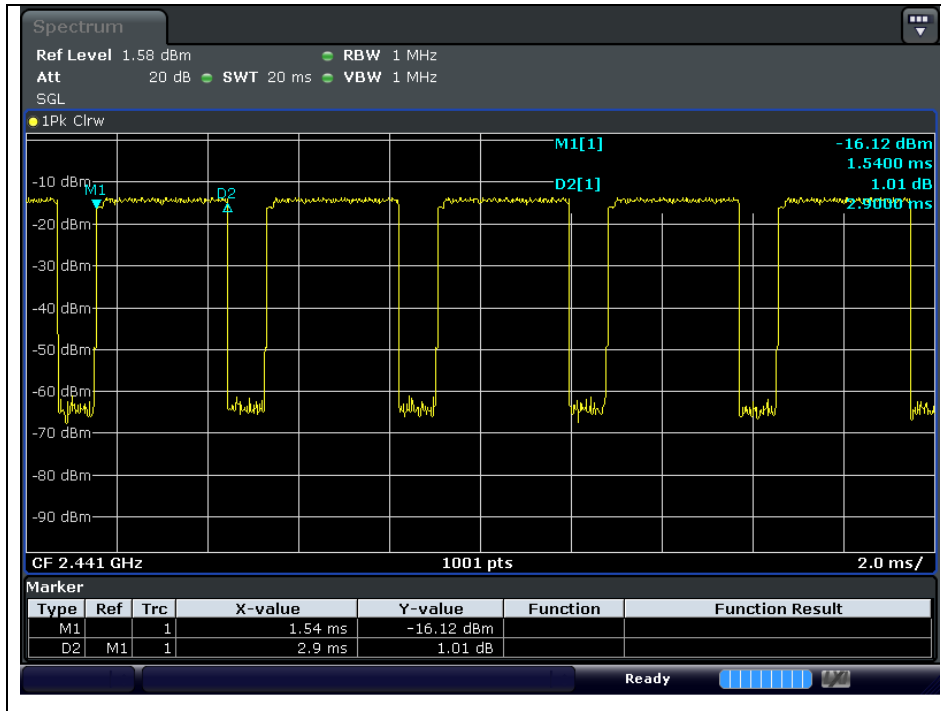 Spectrum
Ref Level 1.58 dBm RBW 1 MHz
Att 20 dB SWT 20 ms VBW 1 MHz
SGL
1Pk Clrw
M1[1] -16.12 dBm
1.5400 ms
D2[1] 1.01 dB
2.9000 ms
M1
D2
-10 dBm
-20 dBm
-30 dBm
-40 dBm
-50 dBm
-60 dBm
-70 dBm
-80 dBm
-90 dBm
CF 2.441 GHz 1001 pts 2.0 ms/
Marker
Type Ref Trc X-value Y-value Function Function Result
M1 1 1.54 ms -16.12 dBm
D2 M1 1 2.9 ms 1.01 dB
Ready